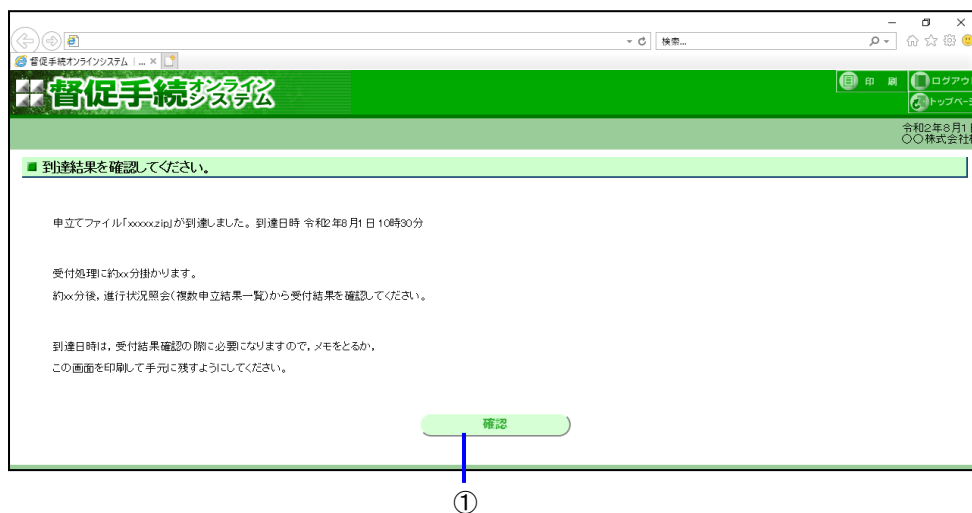 検索...
督促手続オンラインシステム | ...
督促手続オンラインシステム
印 刷
ログアウ
トップペー
令和2年8月1
〇〇株式会社
到達結果を確認してください。
申立てファイル「xxxxx.zip」が到達しました。到達日時 令和2年8月1日10時30分
受付処理に約xx分掛かります。
約xx分後,進行状況照会(複数申立結果一覧)から受付結果を確認してください。
到達日時は,受付結果確認の際に必要になりますので,メモをとるか,
この画面を印刷して手元に残すようにしてください。
確認
①